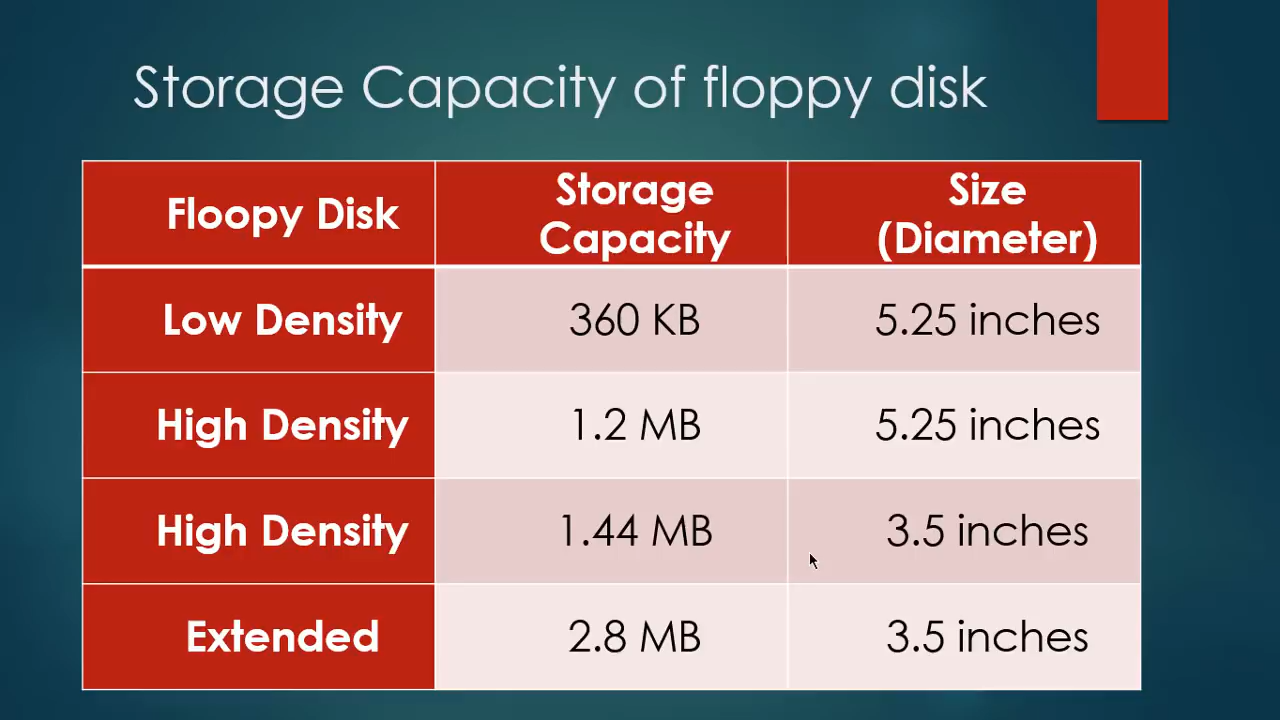 Storage Capacity of floppy disk
Floopy Disk
Storage
Capacity
Size
(Diameter)
Low Density
360 KB
5.25 inches
High Density
1.2 MB
5.25 inches
High Density
1.44 MB
3.5 inches
Extended
2.8 MB
3.5 inches